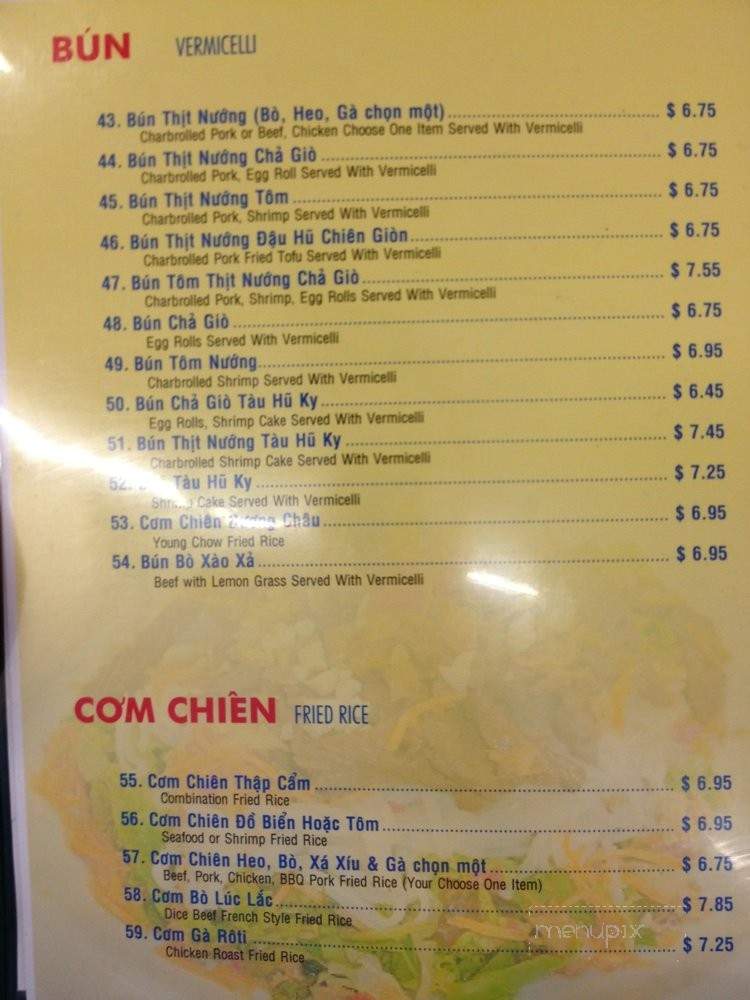 BÚN VERMICELLI
43. Bún Thịt Nướng (Bò, Heo, Gà chọn một) $ 6.75
Charbrolled Pork or Beef, Chicken Choose One Item Served With Vermicelli
44. Bún Thịt Nướng Chả Giò $ 6.75
Charbrolled Pork, Egg Roll Served With Vermicelli
45. Bún Thịt Nướng Tôm $ 6.75
Charbrolled Pork, Shrimp Served With Vermicelli
46. Bún Thịt Nướng Đậu Hũ Chiên Giòn $ 6.75
Charbrolled Pork Fried Tofu Served With Vermicelli
47. Bún Tôm Thịt Nướng Chả Giò $ 7.55
Charbrolled Pork, Shrimp, Egg Rolls Served With Vermicelli
48. Bún Chả Giò $ 6.75
Egg Rolls Served With Vermicelli
49. Bún Tôm Nướng $ 6.95
Charbrolled Shrimp Served With Vermicelli
50. Bún Chả Giò Tàu Hũ Ky $ 6.45
Egg Rolls, Shrimp Cake Served With Vermicelli
51. Bún Thịt Nướng Tàu Hũ Ky $ 7.45
Charbrolled Shrimp Cake Served With Vermicelli
52. Tàu Hũ Ky $ 7.25
Shrimp Cake Served With Vermicelli
53. Cơm Chiên Dương Châu $ 6.95
Young Chow Fried Rice
54. Bún Bò Xào Xả $ 6.95
Beef with Lemon Grass Served With Vermicelli
CƠM CHIÊN FRIED RICE
55. Cơm Chiên Thập Cẩm $ 6.95
Combination Fried Rice
56. Cơm Chiên Đồ Biển Hoặc Tôm $ 6.95
Seafood or Shrimp Fried Rice
57. Cơm Chiên Heo, Bò, Xá Xíu & Gà chọn một $ 6.75
Beef, Pork, Chicken, BBQ Pork Fried Rice (Your Choose One Item)
58. Cơm Bò Lúc Lắc $ 7.85
Dice Beef French Style Fried Rice
59. Cơm Gà Rôti $ 7.25
Chicken Roast Fried Rice
menupix